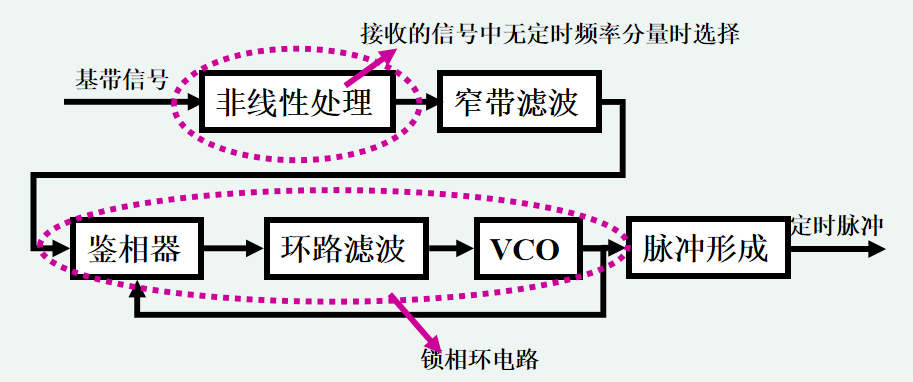 接收的信号中无定时频率分量时选择
基带信号
非线性处理
窄带滤波
鉴相器
环路滤波
VCO
脉冲形成
定时脉冲
锁相环电路